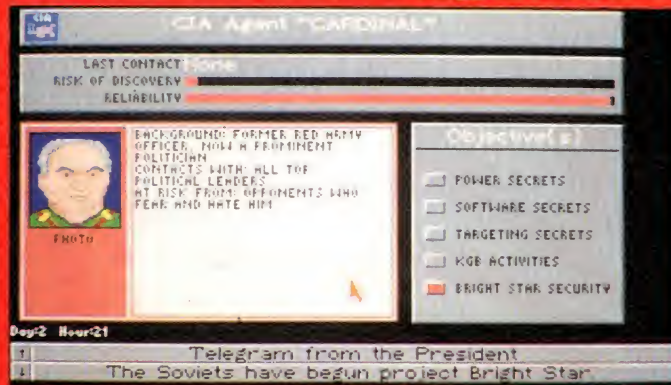 CIA
CIA Agent "CARDINAL"
LAST CONTACT None
RISK OF DISCOVERY
RELIABILITY
BACKGROUND: FORMER RED ARMY
OFFICER, NOW A PROMINENT
POLITICIAN
CONTACTS WITH: ALL TOP
POLITICAL LEADERS
AT RISK FROM: OPPONENTS WHO
FEAR AND HATE HIM
PHOTO
Objective(s)
POWER SECRETS
SOFTWARE SECRETS
TARGETING SECRETS
KGB ACTIVITIES
BRIGHT STAR SECURITY
Day:2 Hour:21
Telegram from the President
The Soviets have begun project Bright Star.